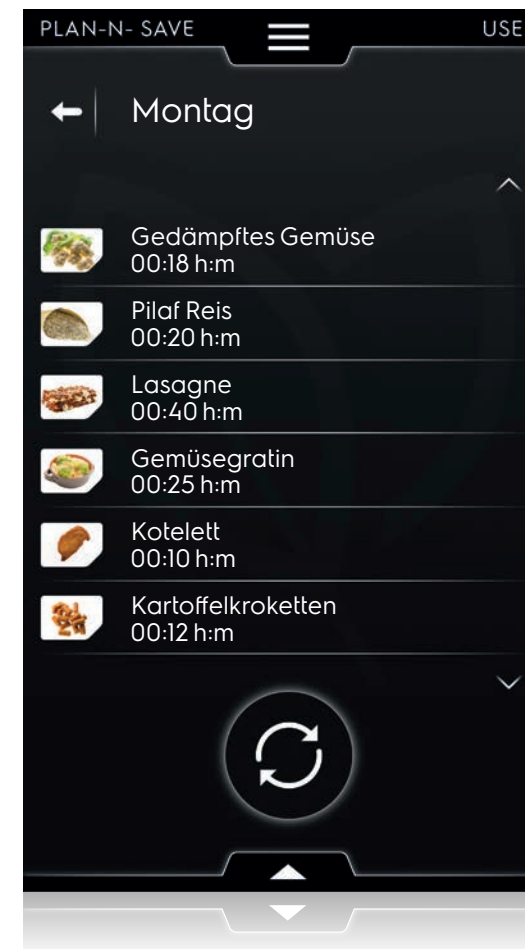 PLAN-N- SAVE
USE
Montag
Gedämpftes Gemüse
00:18 h:m
Pilaf Reis
00:20 h:m
Lasagne
00:40 h:m
Gemüsegratin
00:25 h:m
Kotelett
00:10 h:m
Kartoffelkroketten
00:12 h:m